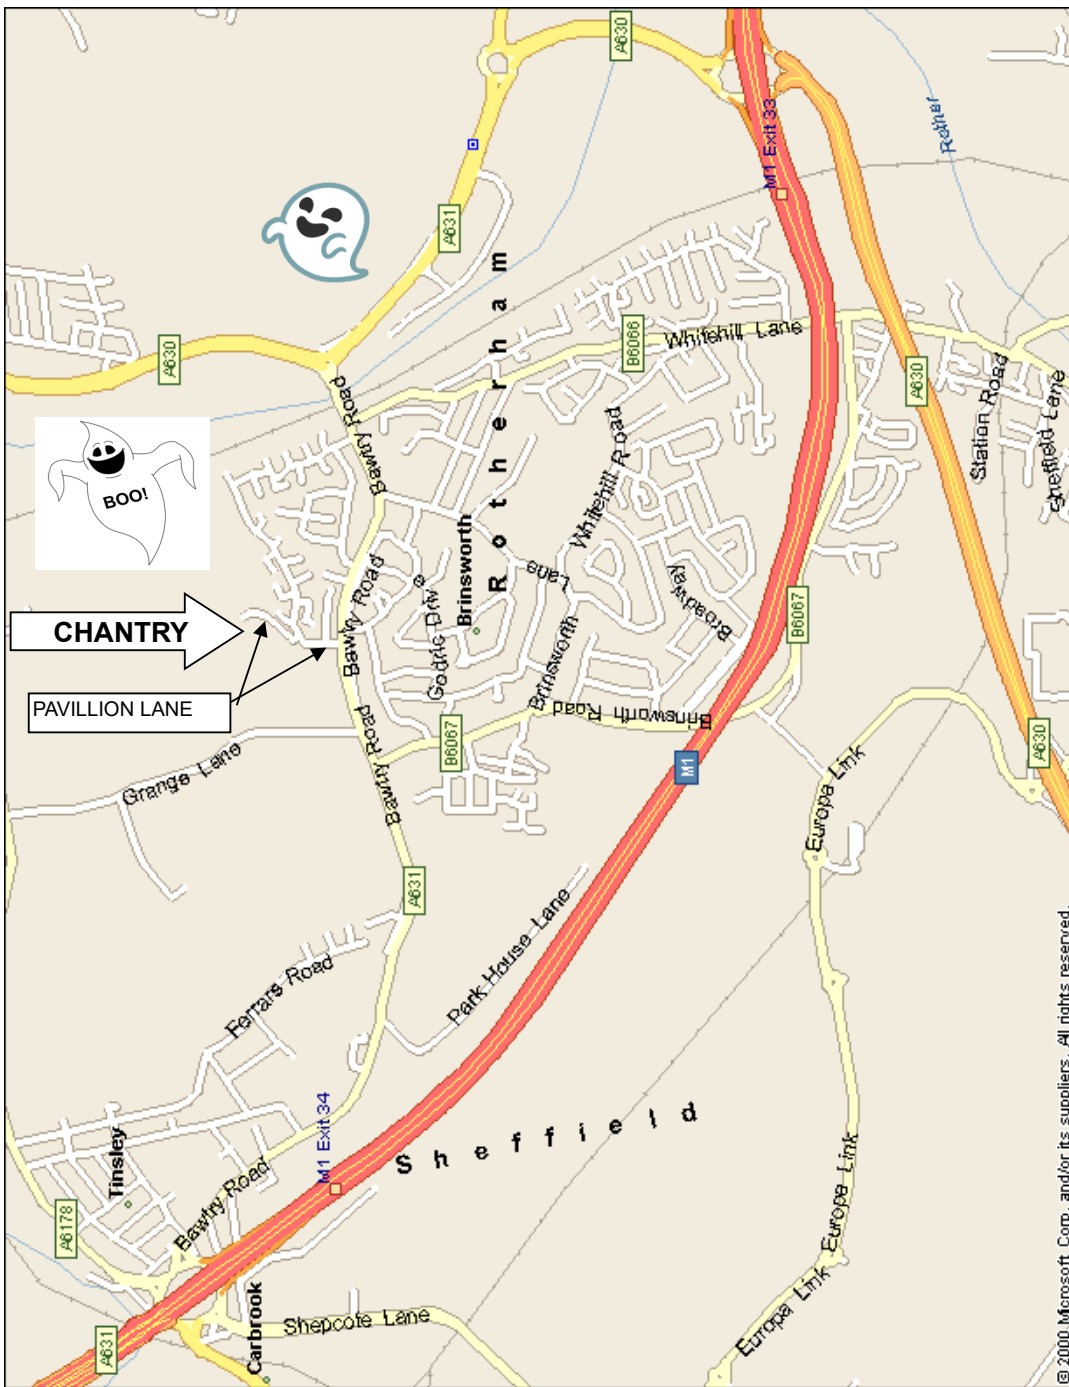 A630
A631
M1 Exit 33
Rother
A630
Bawtry Road
B6066
Whitehill Lane
A630
Station Road
Sheffield Lane
BOO!
Bawtry Road
Rotherham
Whitehill Road
Brinsworth
CHANTRY
Bawtry Road
Godric Drive
Lane
Brinsworth
Broadway
B6067
PAVILLION LANE
Grange Lane
Bawtry Road
B6067
Brinsworth Road
M1
Europa Link
A630
A631
Park House Lane
Ferrars Road
M1 Exit 34
Sheffield
Tinsley
Bawtry Road
A6178
Europa Link
Europa Link
A631
Carbrook
Shepcote Lane
© 2000 Microsoft Corp. and/or its suppliers. All rights reserved.